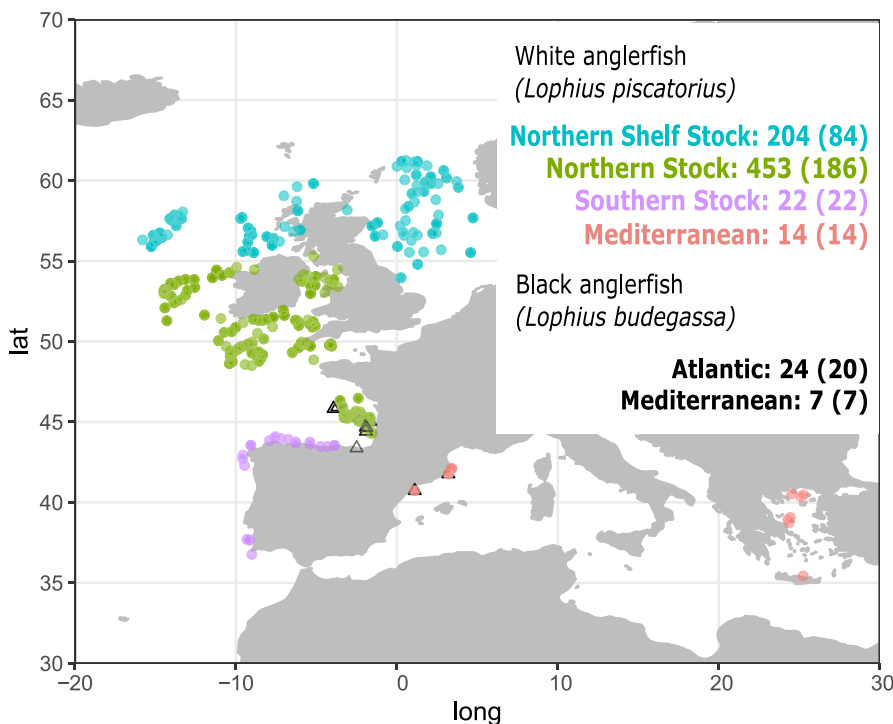 70
65
60
55
50
45
40
35
30
lat
−20
−10
0
10
20
30
long
White anglerfish
(Lophius piscatorius)
Northern Shelf Stock: 204 (84)
Northern Stock: 453 (186)
Southern Stock: 22 (22)
Mediterranean: 14 (14)
Black anglerfish
(Lophius budegassa)
Atlantic: 24 (20)
Mediterranean: 7 (7)